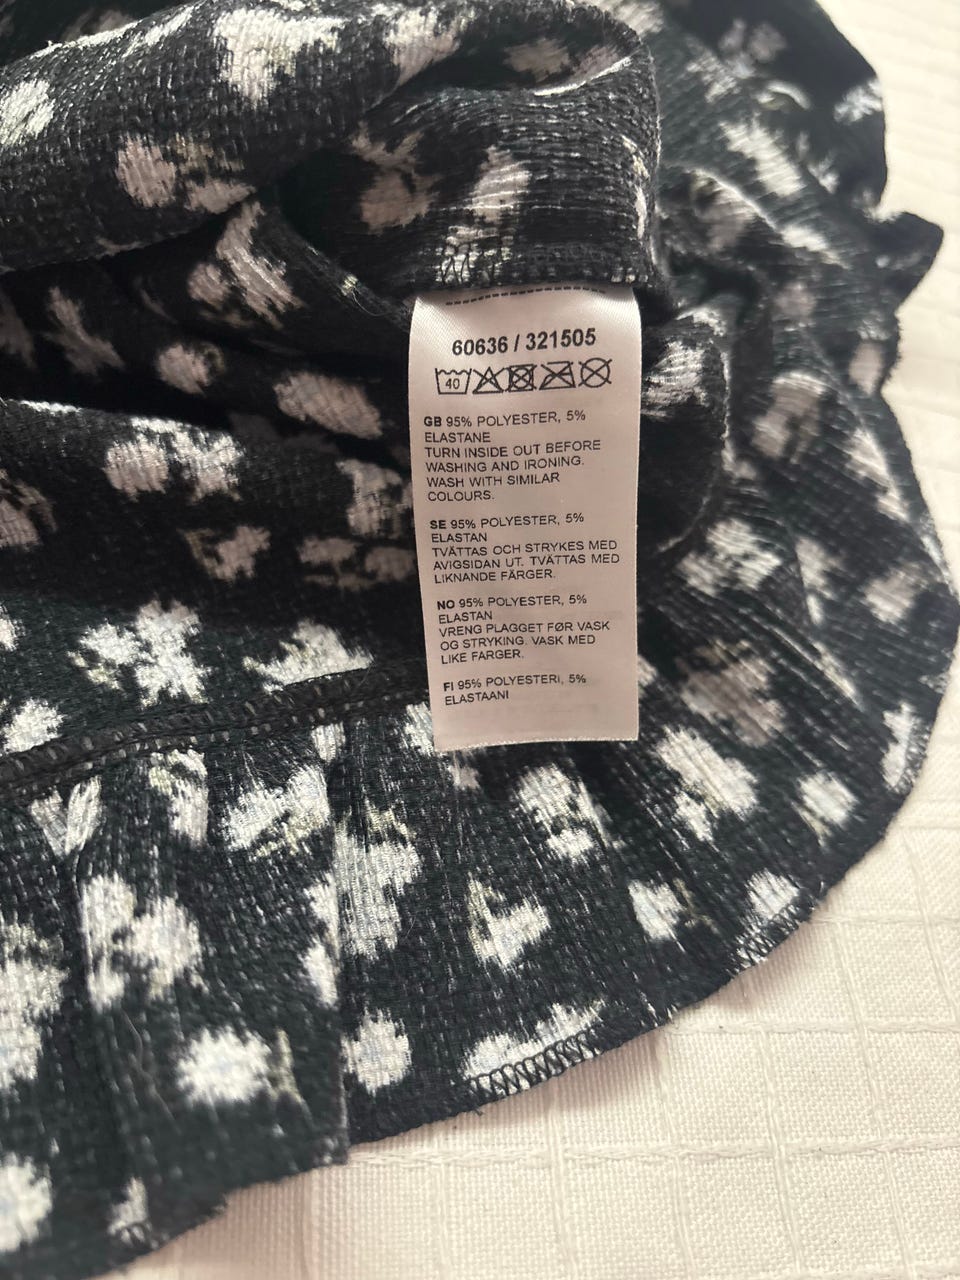 60636 / 321505
40
GB 95% POLYESTER, 5%
ELASTANE
TURN INSIDE OUT BEFORE
WASHING AND IRONING.
WASH WITH SIMILAR
COLOURS.
SE 95% POLYESTER, 5%
ELASTAN
TVÄTTAS OCH STRYKES MED
AVIGSIDAN UT. TVÄTTAS MED
LIKNANDE FÄRGER.
NO 95% POLYESTER, 5%
ELASTAN
VRENG PLAGGET FØR VASK
OG STRYKING. VASK MED
LIKE FARGER.
FI 95% POLYESTERI, 5%
ELASTAANI